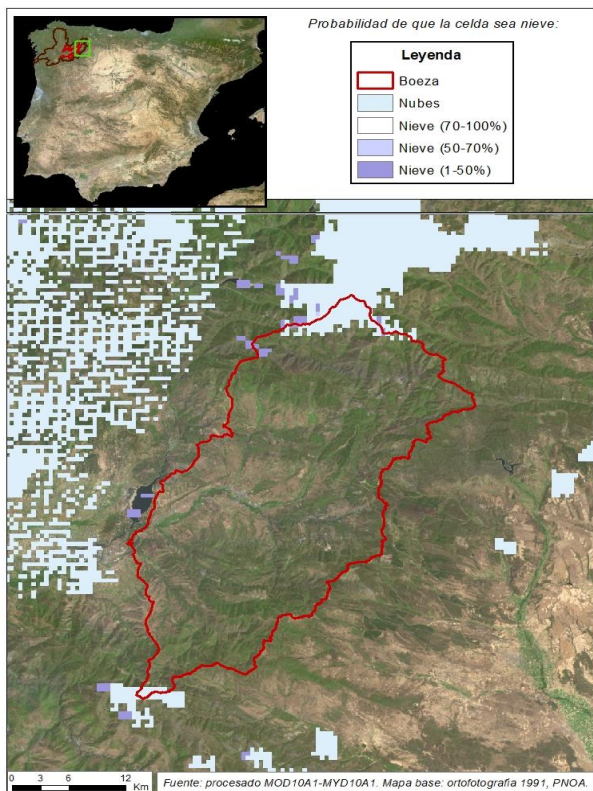 Probabilidad de que la celda sea nieve:
Leyenda
Boeza
Nubes
Nieve (70-100%)
Nieve (50-70%)
Nieve (1-50%)
0 3 6 12
Km
Fuente: procesado MOD10A1-MYD10A1. Mapa base: ortofotografia 1991, PNOA.